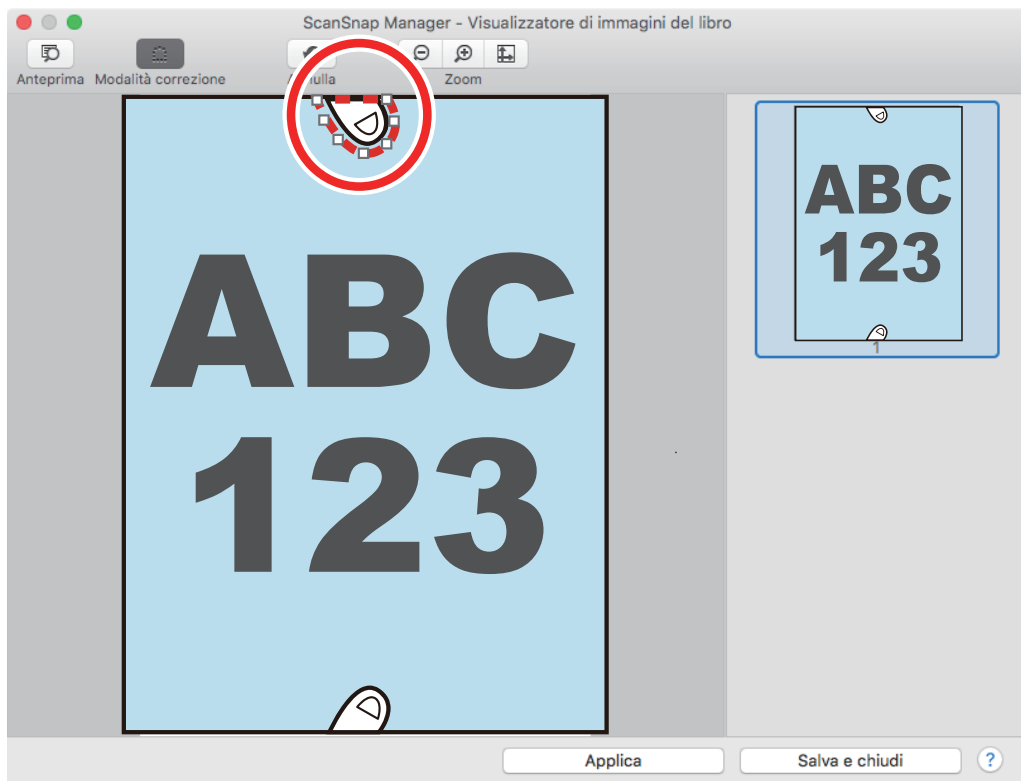 ScanSnap Manager - Visualizzatore di immagini del libro
Anteprima Modalità correzione Zoom
ABC
123
ABC
123
1
Applica Salva e chiudi ?